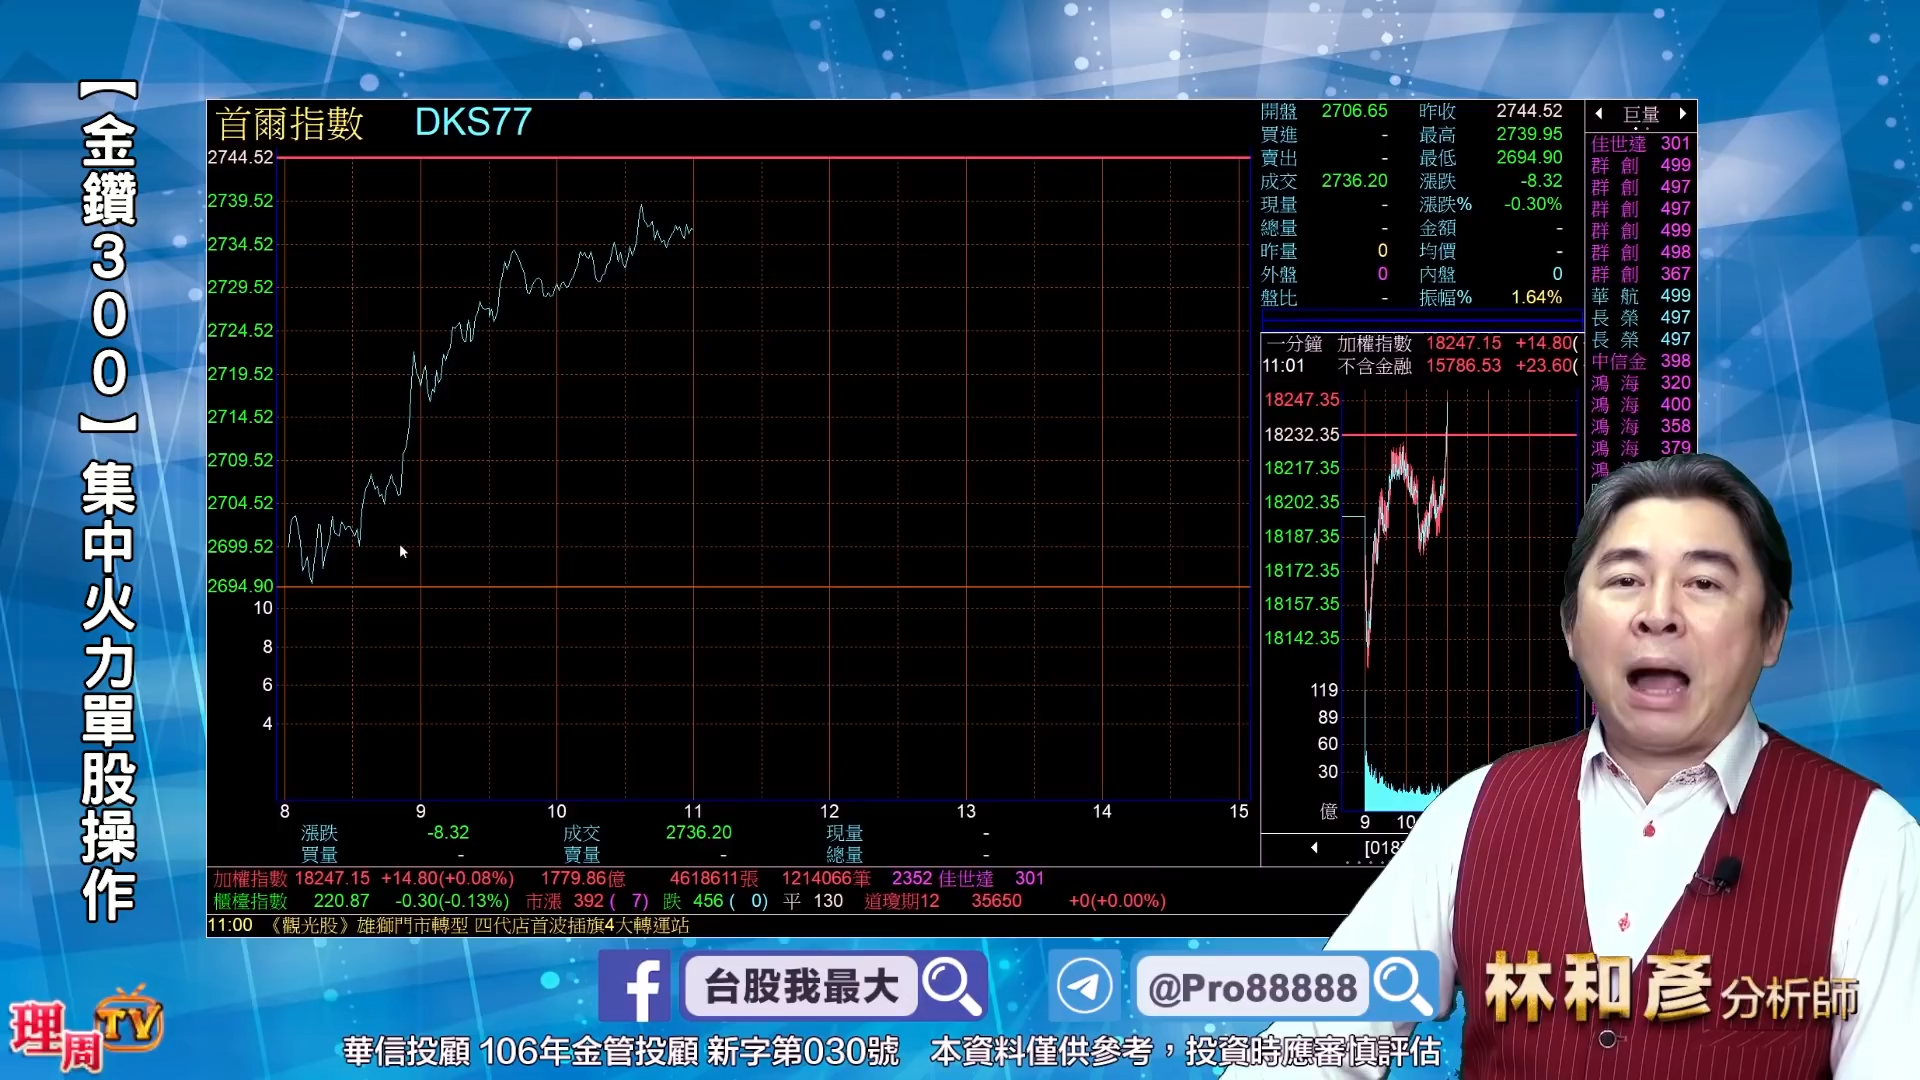 【金鑽300】集中火力單股操作
首爾指數 DKS77
2744.52
2739.52
2734.52
2729.52
2724.52
2719.52
2714.52
2709.52
2704.52
2699.52
2694.90
10
8
6
4
8 9 10 11 12 13 14 15
漲跌 -8.32 成交 2736.20 現量 -
買量 - 賣量 - 總量 -
開盤 2706.65 昨收 2744.52
買進 - 最高 2739.95
賣出 - 最低 2694.90
成交 2736.20 漲跌 -8.32
現量 - 漲跌% -0.30%
總量 - 金額 -
昨量 0 均價 -
外盤 0 內盤 0
盤比 - 振幅% 1.64%
一分鐘 加權指數 18247.15 +14.80(
11:01 不含金融 15786.53 +23.60(
18247.35
18232.35
18217.35
18202.35
18187.35
18172.35
18157.35
18142.35
119
89
60
30
億
9 10
[018
巨量
佳世達 301
群創 499
群創 497
群創 497
群創 499
群創 498
群創 367
華航 499
長榮 497
長榮 497
中信金 398
鴻海 320
鴻海 400
鴻海 358
鴻海 379
加權指數 18247.15 +14.80(+0.08%) 1779.86億 4618611張 1214066筆 2352 佳世達 301
櫃檯指數 220.87 -0.30(-0.13%) 市漲 392 ( 7) 跌 456 ( 0) 平 130 道瓊期12 35650 +0(+0.00%)
11:00 《觀光股》雄獅門市轉型 四代店首波插旗4大轉運站
台股我最大
@Pro88888
林和彥分析師
理周TV
華信投顧 106年金管投顧 新字第030號 本資料僅供參考，投資時應審慎評估